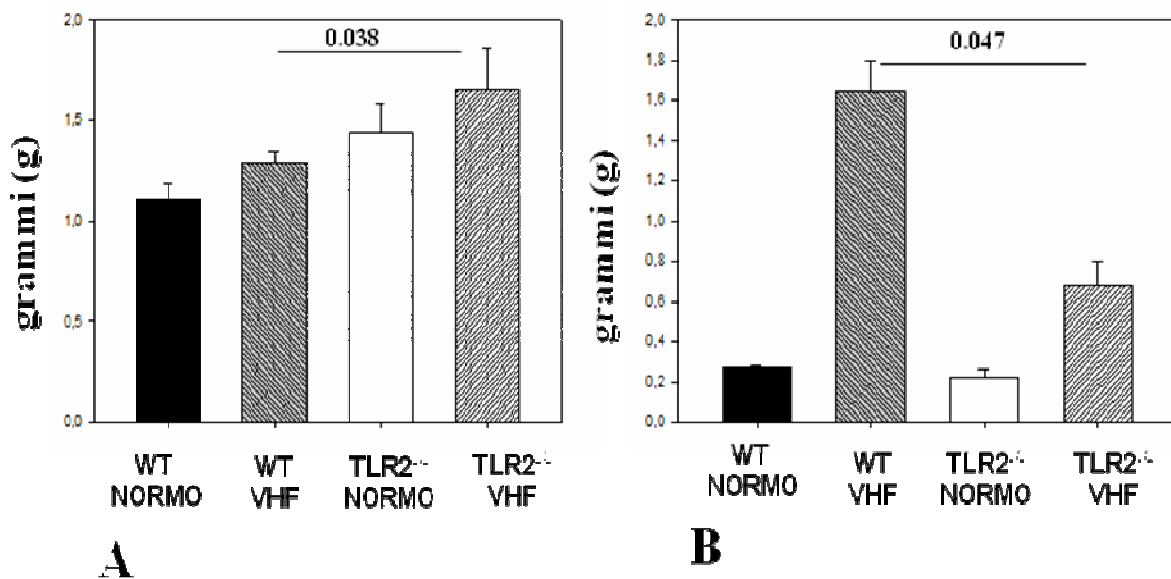 2,0
0.038
1,5
1,0
0,5
0,0
grammi (g)
WT NORMO
WT VHF
TLR2-/- NORMO
TLR2-/- VHF
A
2,0
0.047
1,8
1,6
1,4
1,2
1,0
0,8
0,6
0,4
0,2
0,0
grammi (g)
WT NORMO
WT VHF
TLR2-/- NORMO
TLR2-/- VHF
B